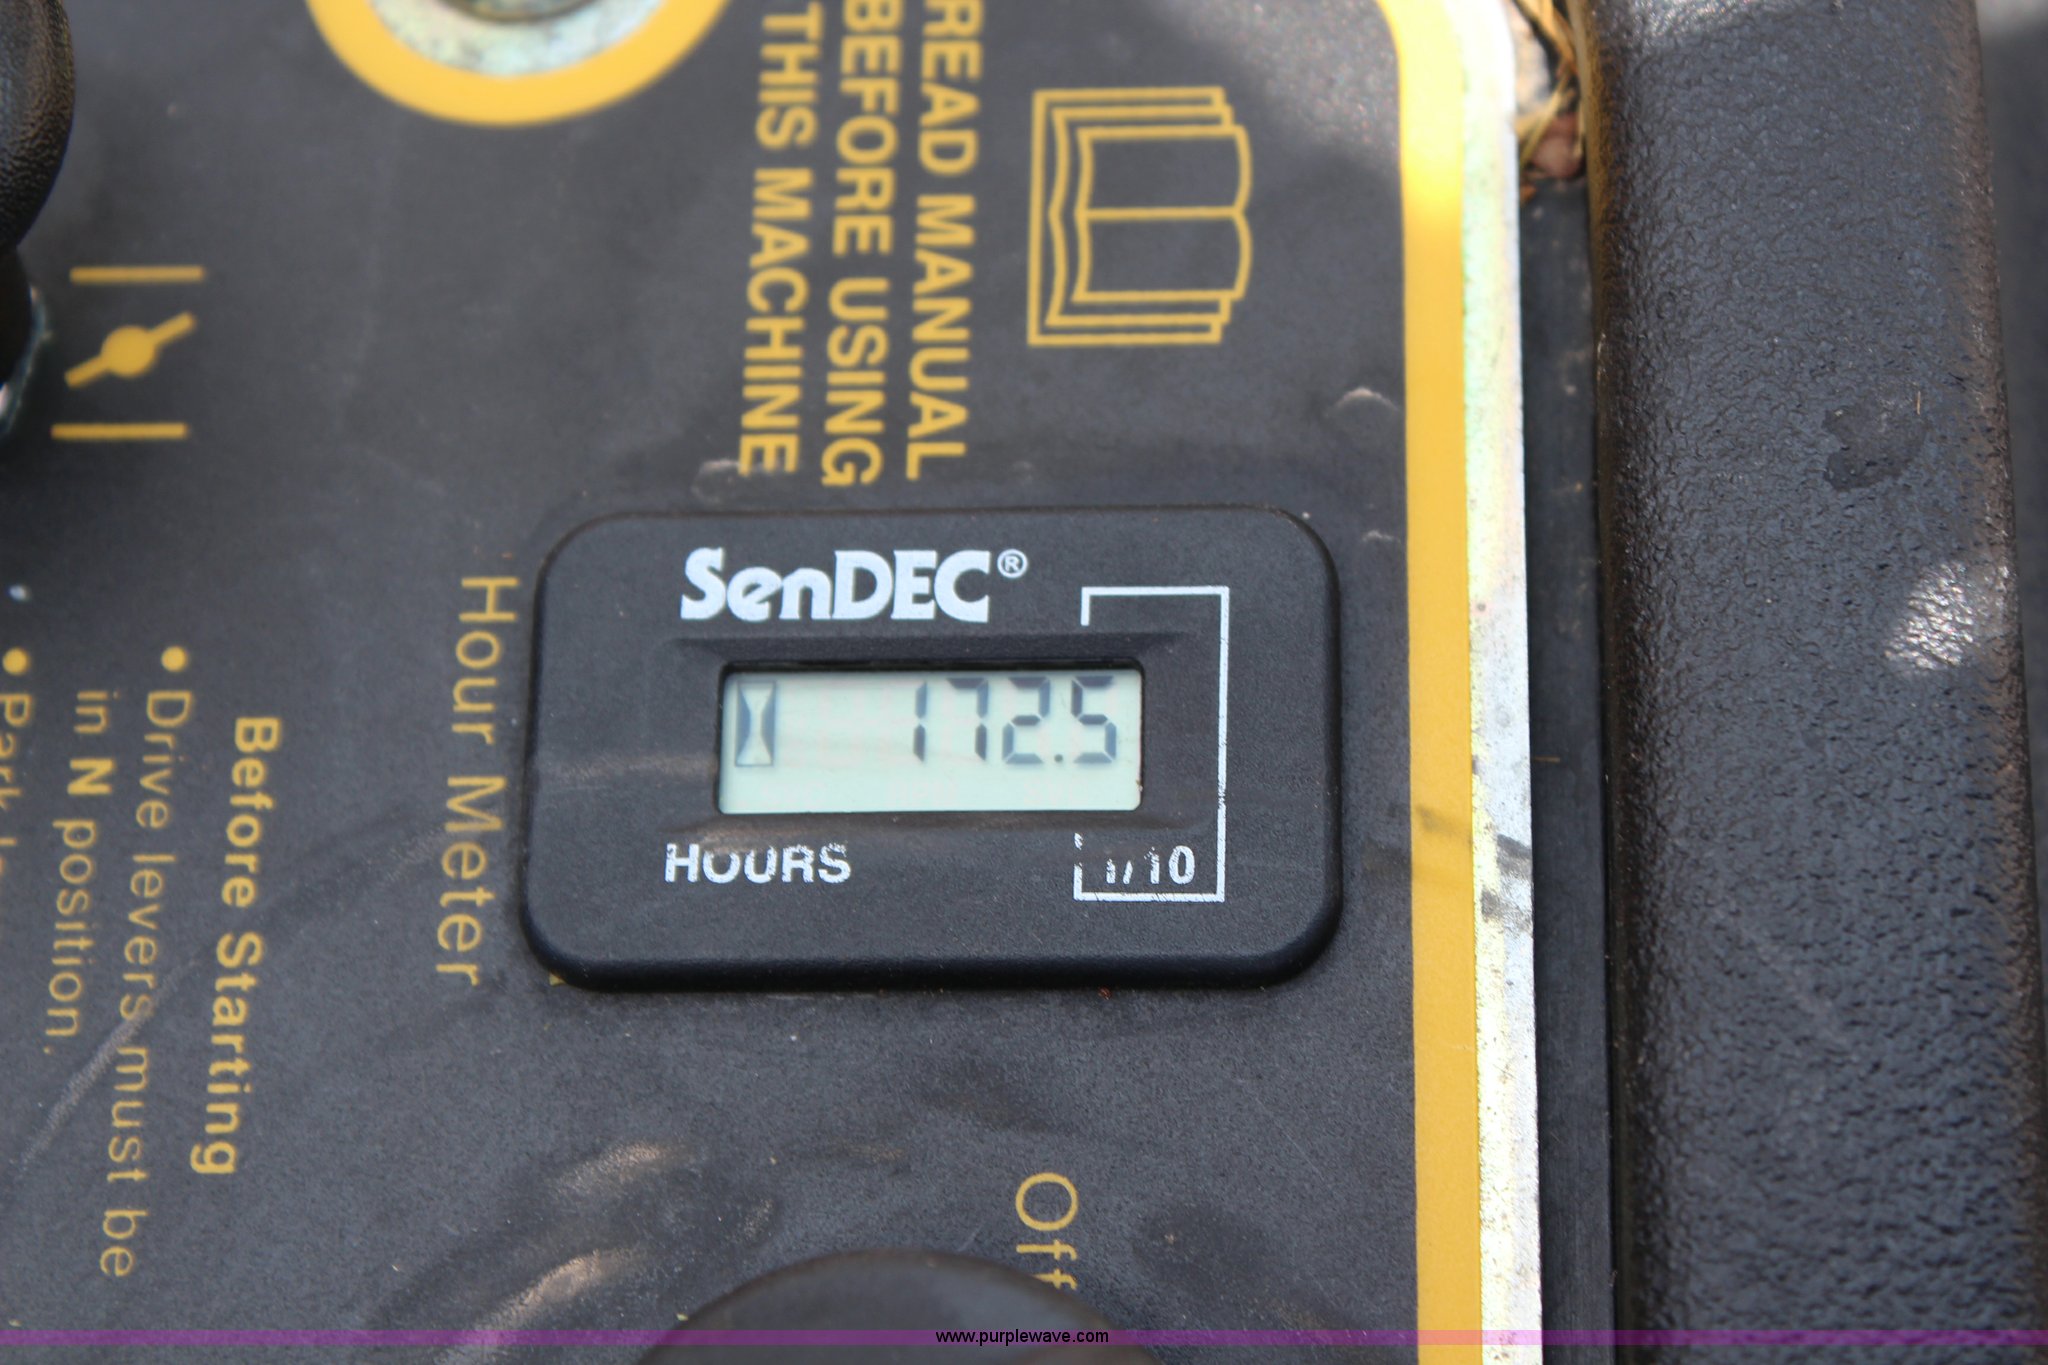 READ MANUAL
BEFORE USING
THIS MACHINE
SenDEC®
172.5
HOURS
1/10
Hour Meter
Before Starting
• Drive levers must be
in N position.
Off
www.purplewave.com